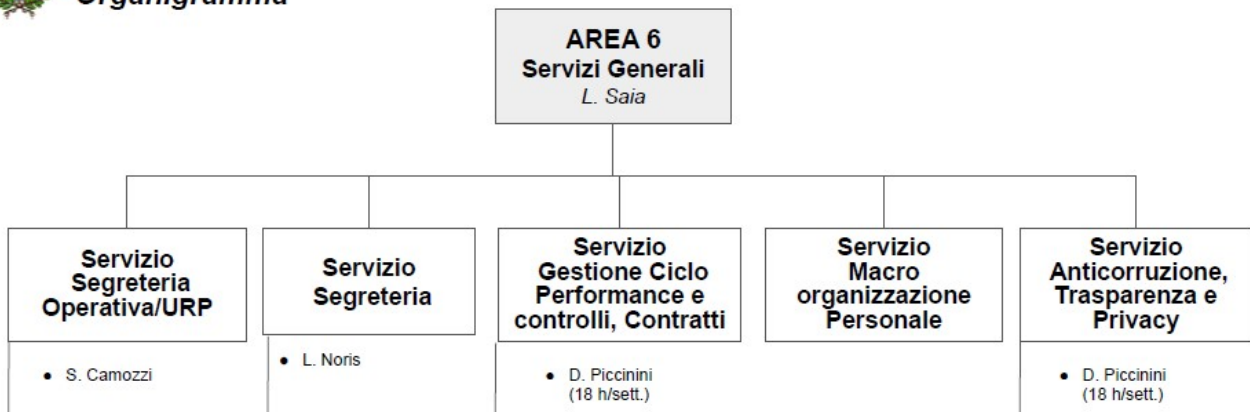 Organigramma
AREA 6
Servizi Generali
L. Saia
Servizio
Segreteria
Operativa/URP
Servizio
Segreteria
Servizio
Gestione Ciclo
Performance e
controlli, Contratti
Servizio
Macro
organizzazione
Personale
Servizio
Anticorruzione,
Trasparenza e
Privacy
● S. Camozzi
● L. Noris
● D. Piccinini
(18 h/sett.)
● D. Piccinini
(18 h/sett.)